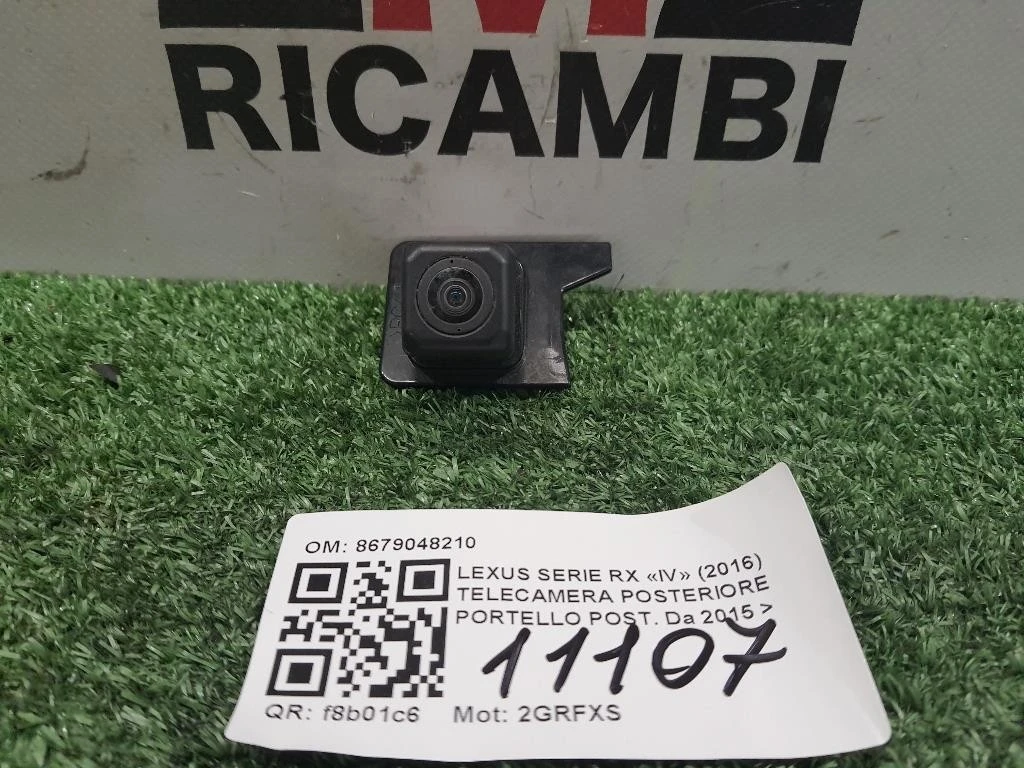 RICAMBI
OM: 8679048210
LEXUS SERIE RX «IV» (2016)
TELECAMERA POSTERIORE
PORTELLO POST. Da 2015 >
11107
QR: f8b01c6 Mot: 2GRFXS